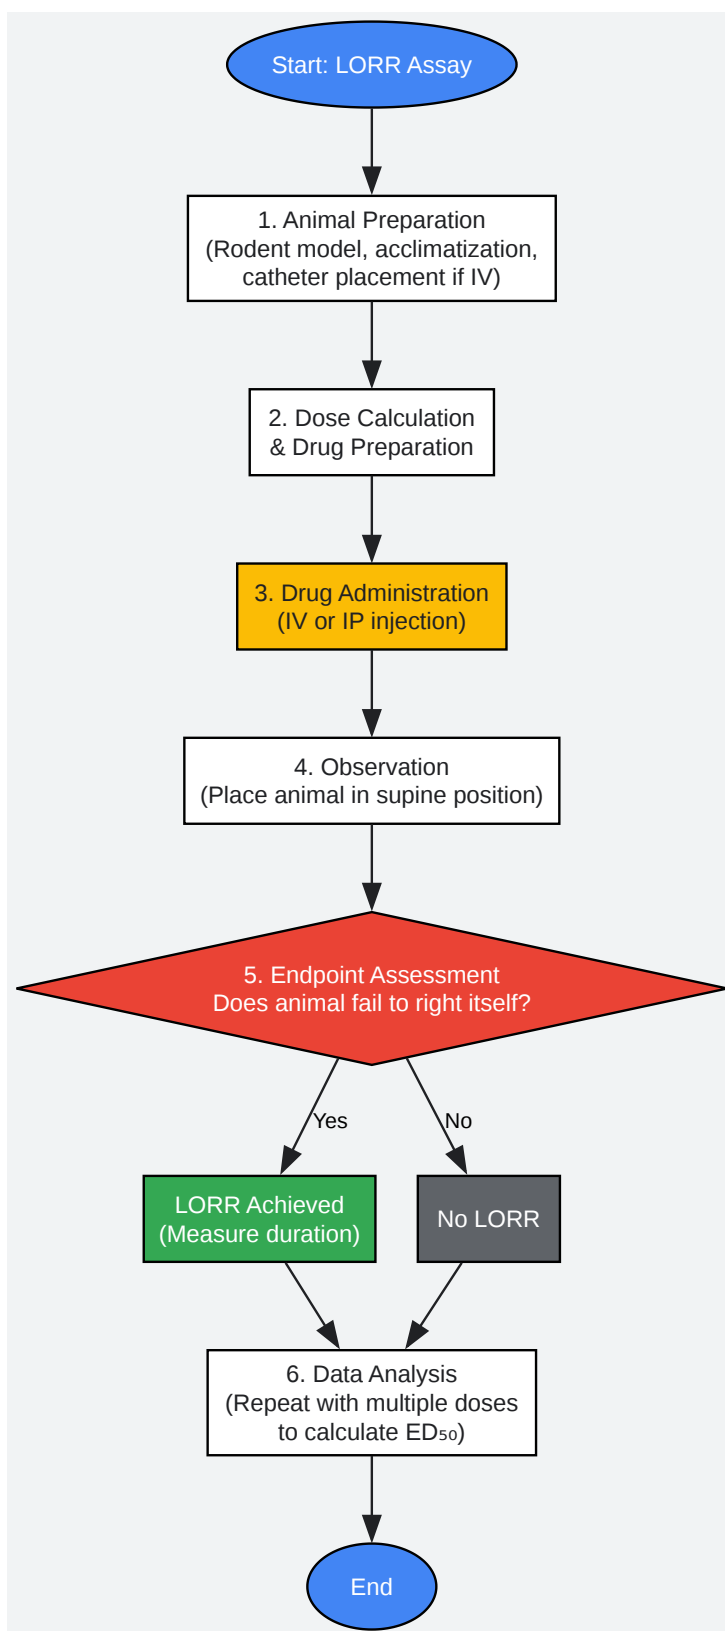 Start: LORR Assay
1. Animal Preparation
(Rodent model, acclimatization,
catheter placement if IV)
2. Dose Calculation
& Drug Preparation
3. Drug Administration
(IV or IP injection)
4. Observation
(Place animal in supine position)
5. Endpoint Assessment
Does animal fail to right itself?
Yes
No
LORR Achieved
(Measure duration)
No LORR
6. Data Analysis
(Repeat with multiple doses
to calculate ED₅₀)
End